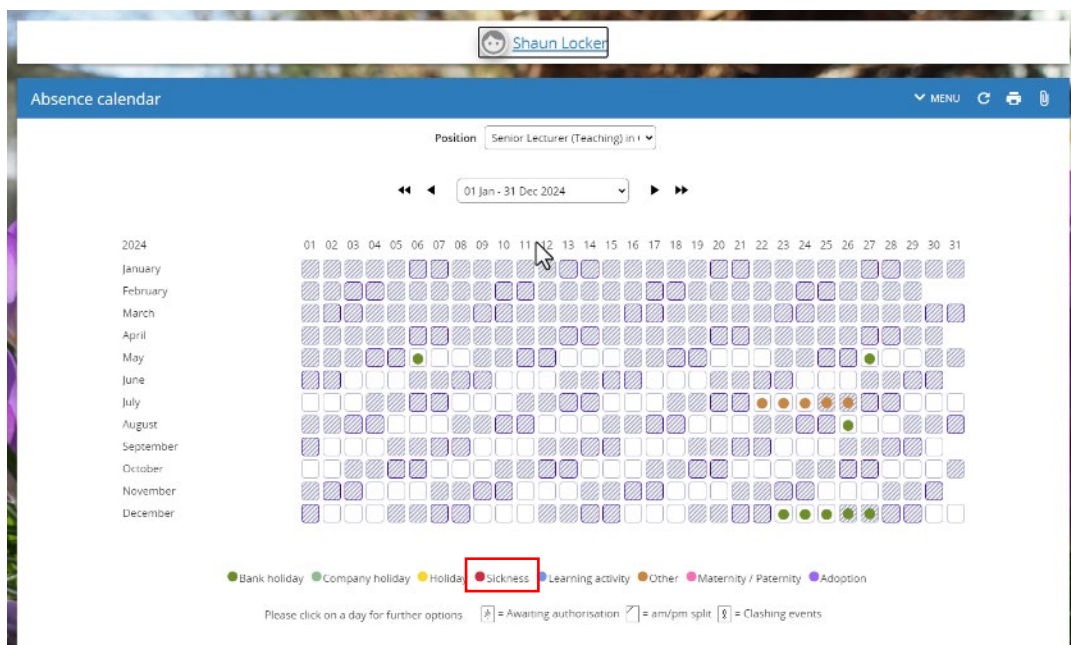 Shaun Locker
Absence calendar
MENU
Position Senior Lecturer (Teaching) in
01 Jan - 31 Dec 2024
2024 01 02 03 04 05 06 07 08 09 10 11 12 13 14 15 16 17 18 19 20 21 22 23 24 25 26 27 28 29 30 31
January
February
March
April
May
June
July
August
September
October
November
December
Bank holiday Company holiday Holiday Sickness Learning activity Other Maternity / Paternity Adoption
Please click on a day for further options = Awaiting authorisation = am/pm split = Clashing events